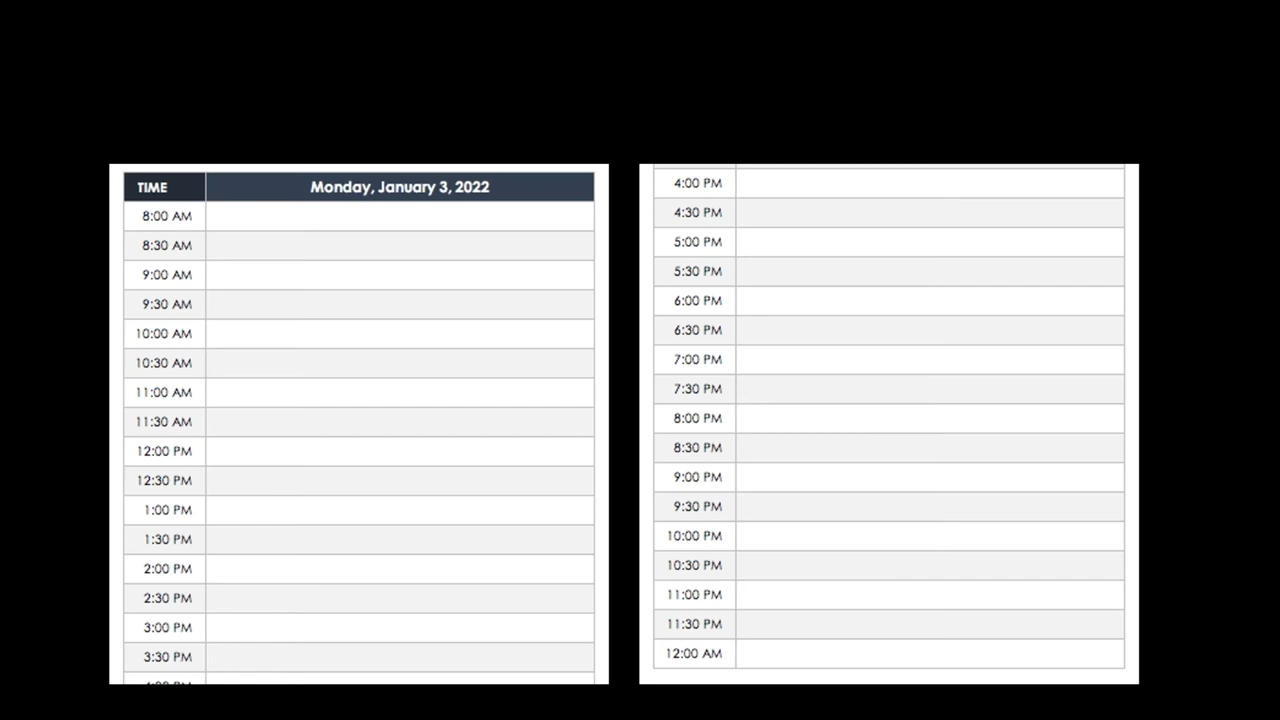 TIME Monday, January 3, 2022
8:00 AM
8:30 AM
9:00 AM
9:30 AM
10:00 AM
10:30 AM
11:00 AM
11:30 AM
12:00 PM
12:30 PM
1:00 PM
1:30 PM
2:00 PM
2:30 PM
3:00 PM
3:30 PM
4:00 PM
4:30 PM
5:00 PM
5:30 PM
6:00 PM
6:30 PM
7:00 PM
7:30 PM
8:00 PM
8:30 PM
9:00 PM
9:30 PM
10:00 PM
10:30 PM
11:00 PM
11:30 PM
12:00 AM